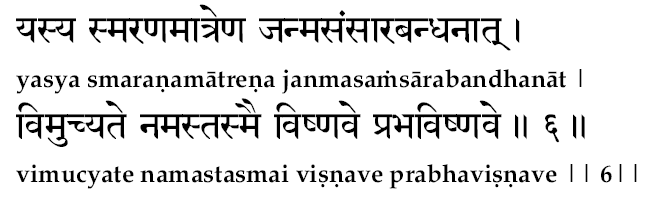 यस्य स्मरणमात्रेण जन्मसंसारबन्धनात् ।
yasya smaraṇamātreṇa janmasaṁsārabandhanāt |
विमुच्यते नमस्तस्मै विष्णवे प्रभविष्णवे ॥ ६ ॥
vimucyate namastasmai viṣṇave prabhaviṣṇave || 6||